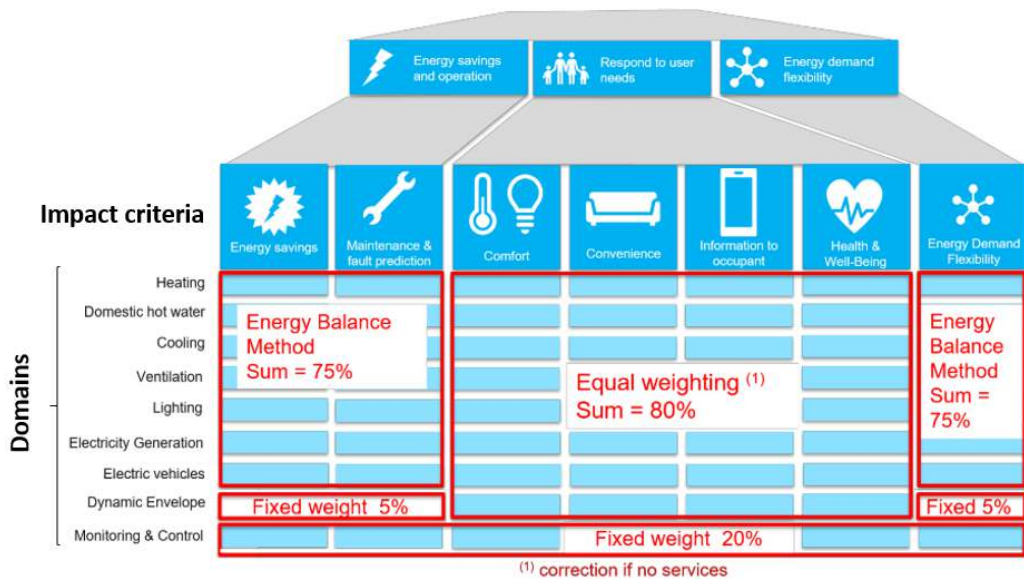 Energy savings
and operation
Respond to user
needs
Energy demand
flexibility
Impact criteria
Energy savings
Maintenance &
fault prediction
Comfort
Convenience
Information to
occupant
Health &
Well-Being
Energy Demand
Flexibility
Domains
Heating
Domestic hot water
Cooling
Ventilation
Lighting
Electricity Generation
Electric vehicles
Dynamic Envelope
Monitoring & Control
Energy Balance
Method
Sum = 75%
Equal weighting (1)
Sum = 80%
Energy
Balance
Method
Sum =
75%
Fixed weight 5%
Fixed 5%
Fixed weight 20%
(1) correction if no services